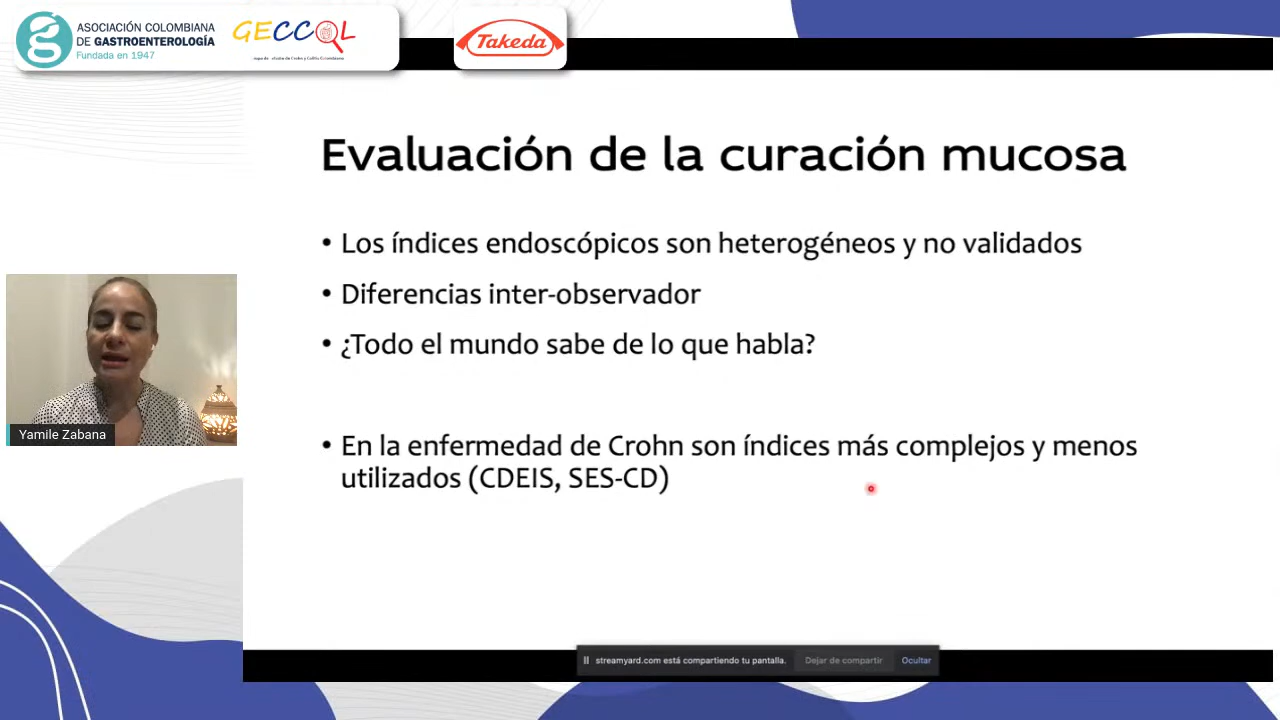 ASOCIACIÓN COLOMBIANA
DE GASTROENTEROLOGÍA
Fundada en 1947
GECCOL
Takeda
Evaluación de la curación mucosa
• Los índices endoscópicos son heterogéneos y no validados
• Diferencias inter-observador
• ¿Todo el mundo sabe de lo que habla?
• En la enfermedad de Crohn son índices más complejos y menos
utilizados (CDEIS, SES-CD)
Yamile Zabana
streamyard.com está compartiendo tu pantalla.
Dejar de compartir
Ocultar